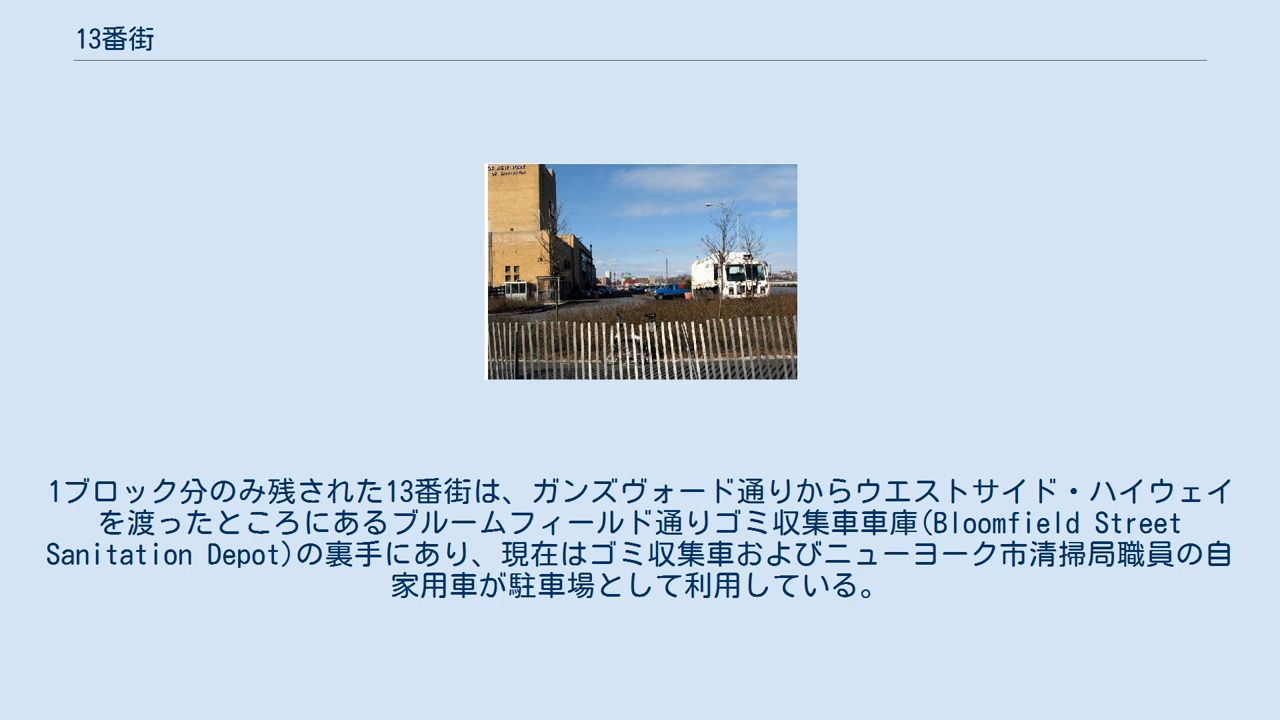 13番街
1ブロック分のみ残された13番街は、ガンズヴォード通りからウエストサイド・ハイウェイ
を渡ったところにあるブルームフィールド通りゴミ収集車車庫(Bloomfield Street
Sanitation Depot)の裏手にあり、現在はゴミ収集車およびニューヨーク市清掃局職員の自
家用車が駐車場として利用している。